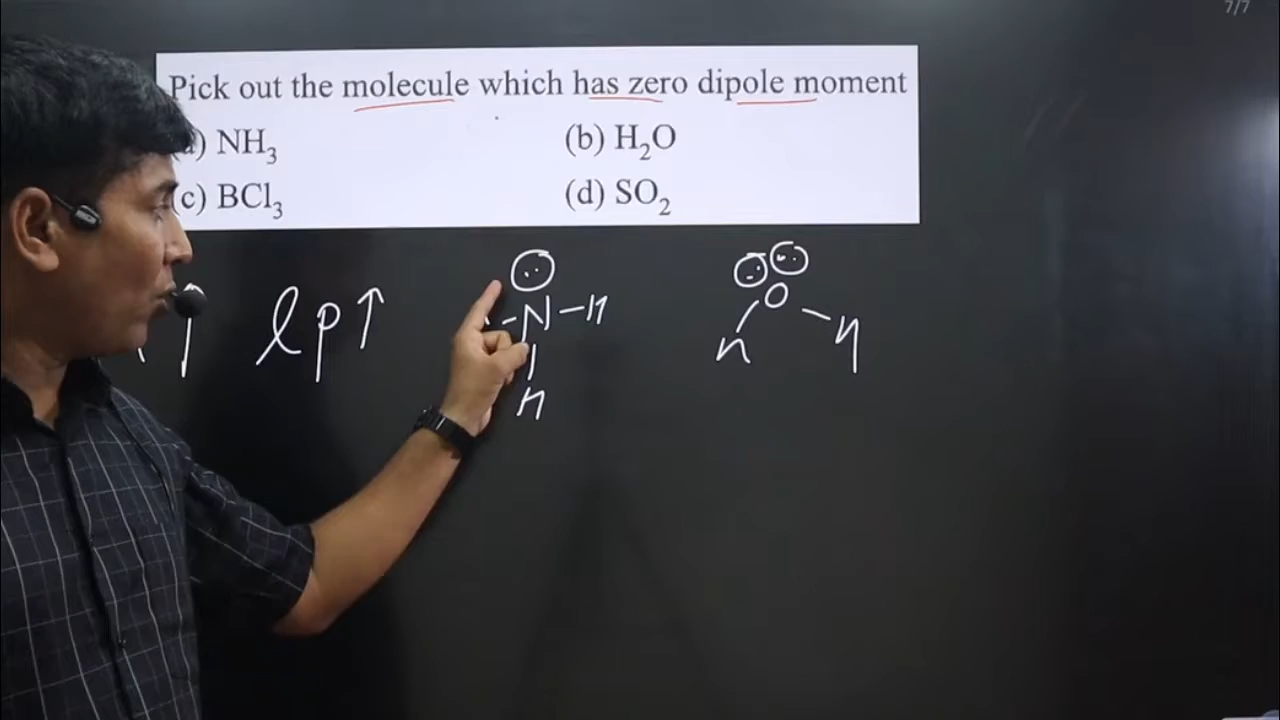 7/7
Pick out the molecule which has zero dipole moment
) NH₃ (b) H₂O
(c) BCl₃ (d) SO₂
↑ lp↑
N–H
H
O
H H